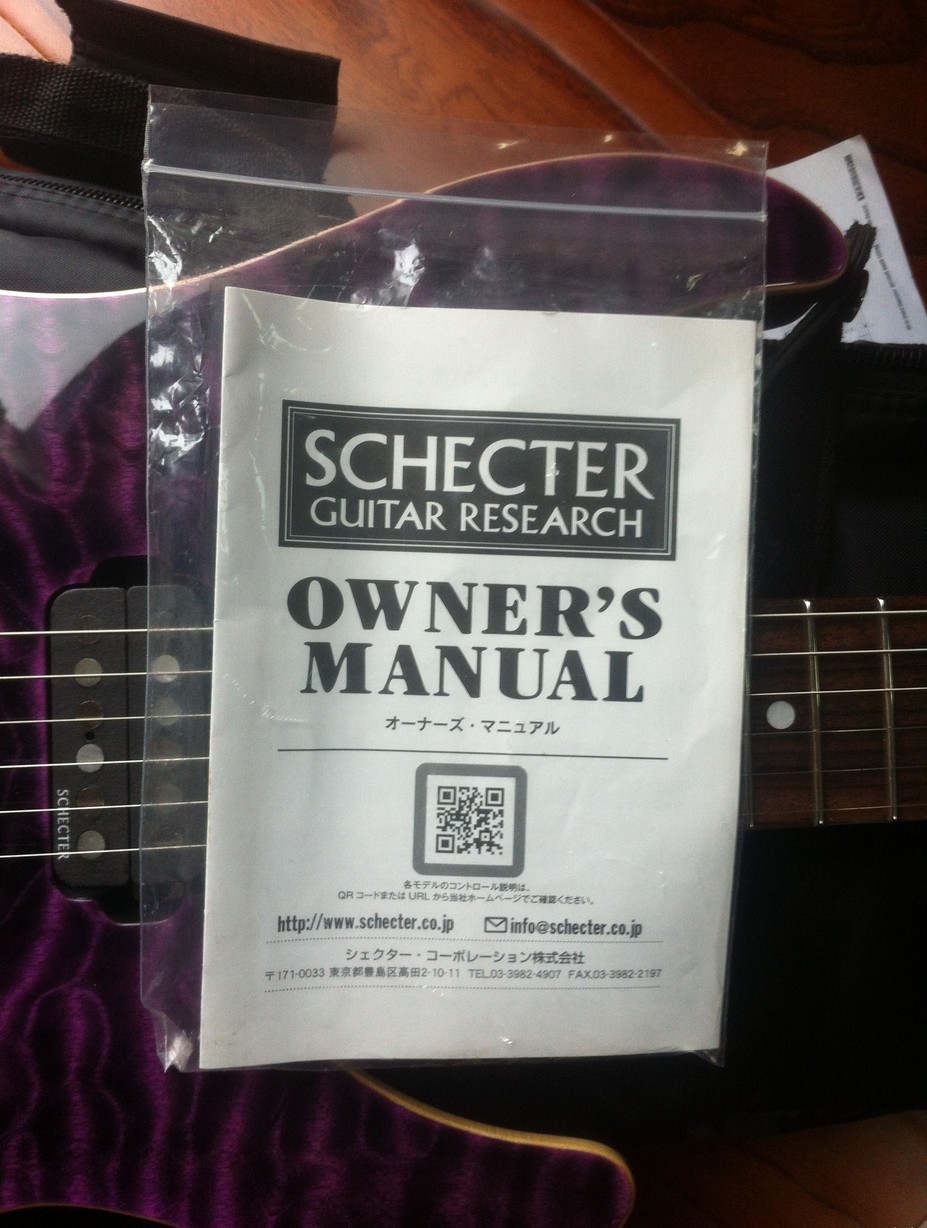 SCHECTER
GUITAR RESEARCH
OWNER'S
MANUAL
オーナーズ・マニュアル
各モデルのコントロール説明は、
QRコードまたはURLから当社ホームページでご確認ください。
http://www.schecter.co.jp info@schecter.co.jp
シェクター・コーポレーション株式会社
〒171-0033 東京都豊島区高田2-10-11 TEL.03-3982-4907 FAX.03-3982-2197
SCHECTER